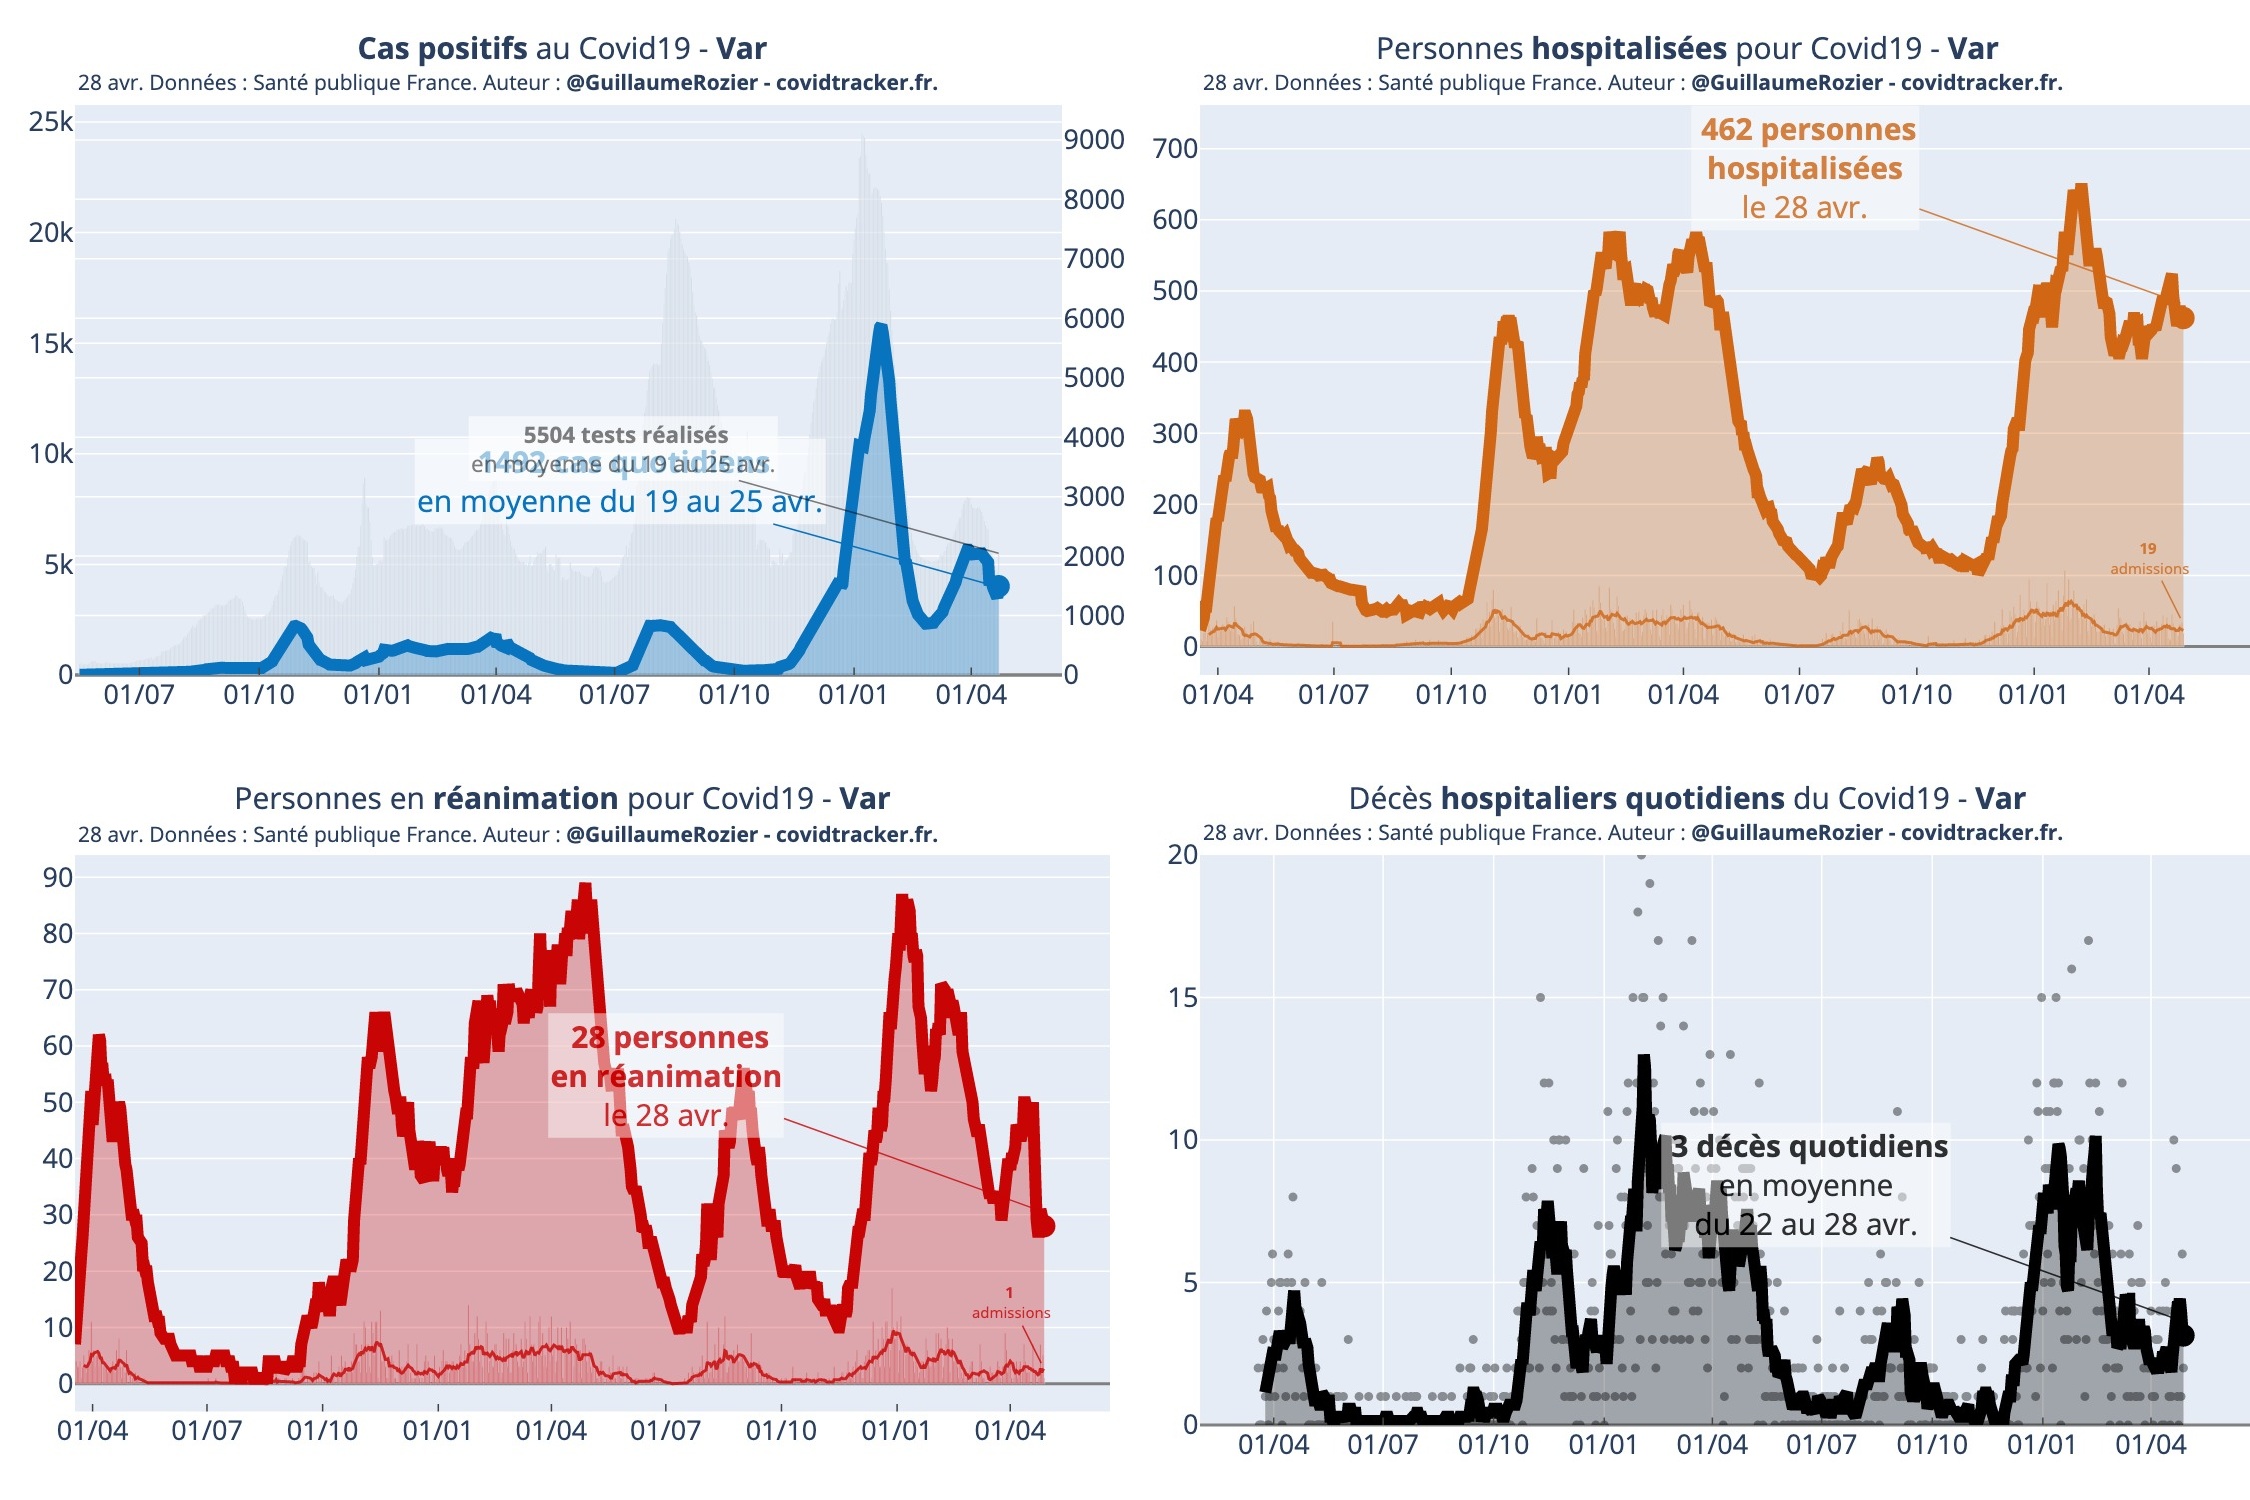 Cas positifs au Covid19 - Var
28 avr. Données : Santé publique France. Auteur : @GuillaumeRozier - covidtracker.fr.
25k
20k
15k
10k
5k
0
9000
8000
7000
6000
5000
4000
3000
2000
1000
0
5504 tests réalisés
en moyenne du 19 au 25 avr.
1492 cas quotidiens
en moyenne du 19 au 25 avr.
01/07 01/10 01/01 01/04 01/07 01/10 01/01 01/04
Personnes hospitalisées pour Covid19 - Var
28 avr. Données : Santé publique France. Auteur : @GuillaumeRozier - covidtracker.fr.
700
600
500
400
300
200
100
0
462 personnes
hospitalisées
le 28 avr.
19
admissions
01/04 01/07 01/10 01/01 01/04 01/07 01/10 01/01 01/04
Personnes en réanimation pour Covid19 - Var
28 avr. Données : Santé publique France. Auteur : @GuillaumeRozier - covidtracker.fr.
90
80
70
60
50
40
30
20
10
0
28 personnes
en réanimation
le 28 avr.
1
admissions
01/04 01/07 01/10 01/01 01/04 01/07 01/10 01/01 01/04
Décès hospitaliers quotidiens du Covid19 - Var
28 avr. Données : Santé publique France. Auteur : @GuillaumeRozier - covidtracker.fr.
20
15
10
5
0
3 décès quotidiens
en moyenne
du 22 au 28 avr.
01/04 01/07 01/10 01/01 01/04 01/07 01/10 01/01 01/04